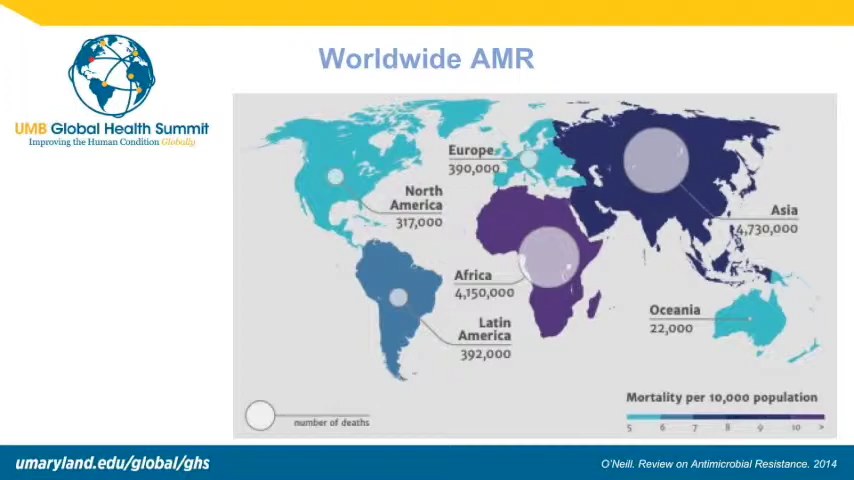 Worldwide AMR
UMB Global Health Summit
Improving the Human Condition Globally
Europe
390,000
North
America
317,000
Asia
4,730,000
Africa
4,150,000
Oceania
22,000
Latin
America
392,000
Mortality per 10,000 population
number of deaths
5 6 7 8 9 10 >
umaryland.edu/global/ghs
O'Neill. Review on Antimicrobial Resistance. 2014